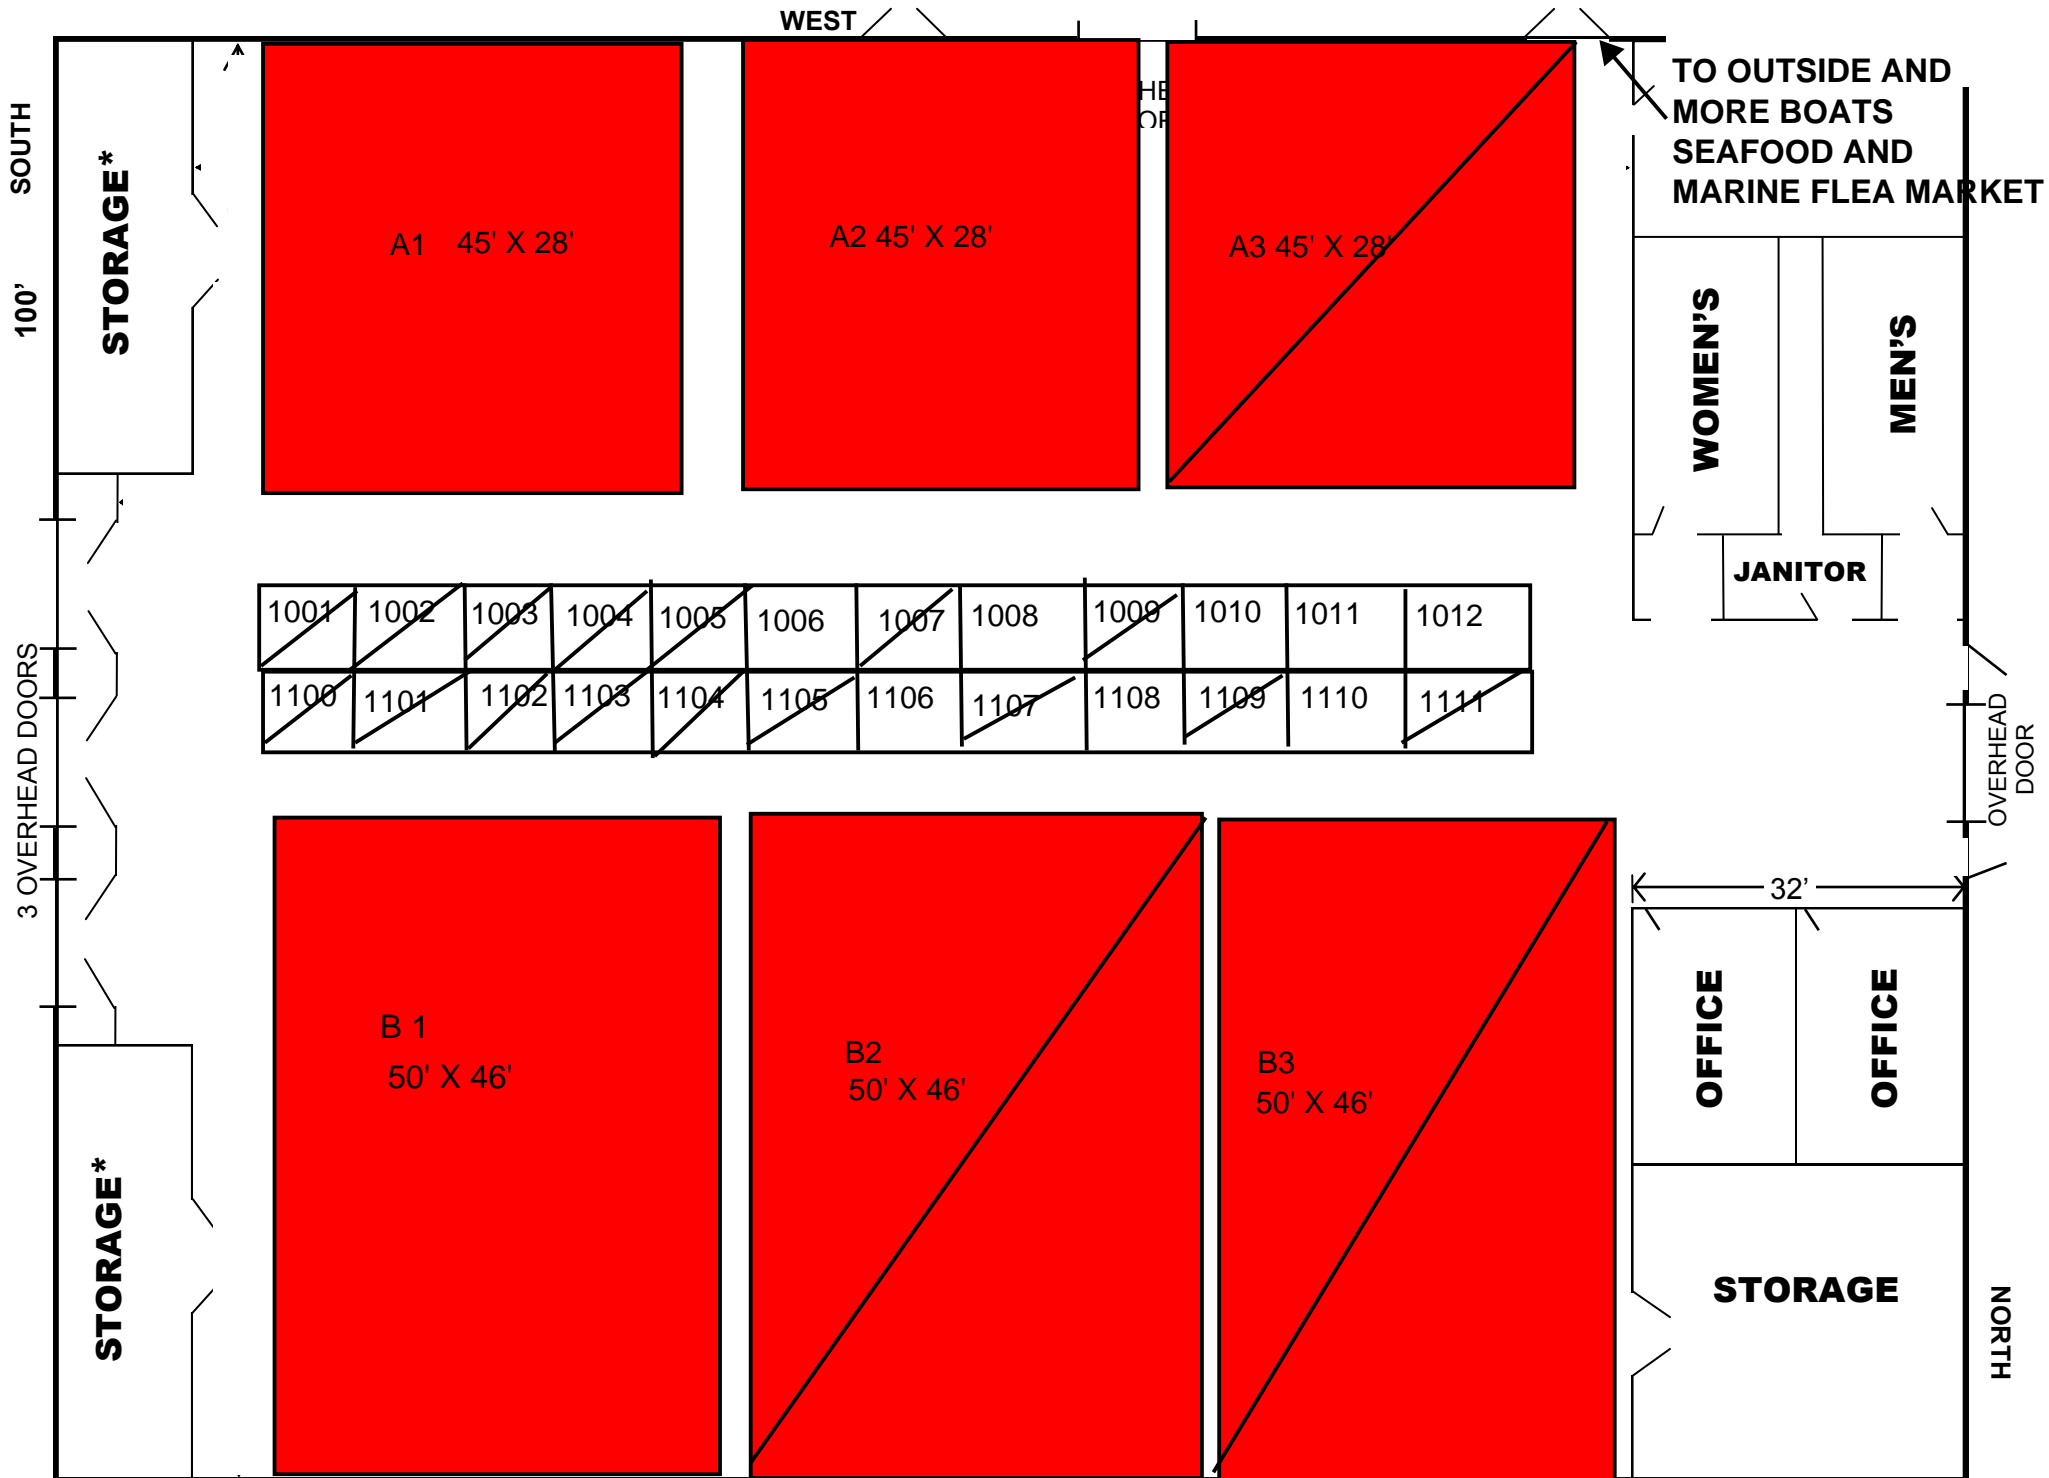 WEST
TO OUTSIDE AND
MORE BOATS
SEAFOOD AND
MARINE FLEA MARKET
SOUTH
100’
STORAGE*
A1 45' X 28'
A2 45' X 28'
A3 45' X 28'
WOMEN’S
MEN’S
JANITOR
1001 1002 1003 1004 1005 1006 1007 1008 1009 1010 1011 1012
1100 1101 1102 1103 1104 1105 1106 1107 1108 1109 1110 1111
3 OVERHEAD DOORS
OVERHEAD
DOOR
32’
B 1
50' X 46'
B2
50' X 46'
B3
50' X 46'
OFFICE
OFFICE
STORAGE*
STORAGE
NORTH